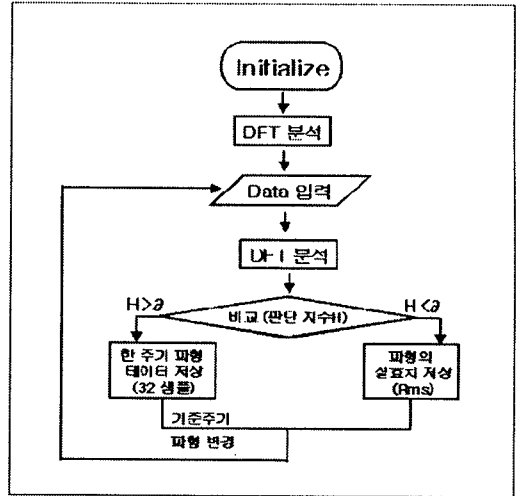 Initialize
DFT 분석
Data 입력
DFT 분석
H>a
비교 (판단 지수H)
H<a
한 주기 파형
데이터 저장
(32 샘플)
파형의
실효치 저장
(Rms)
기준주기
파형 변경